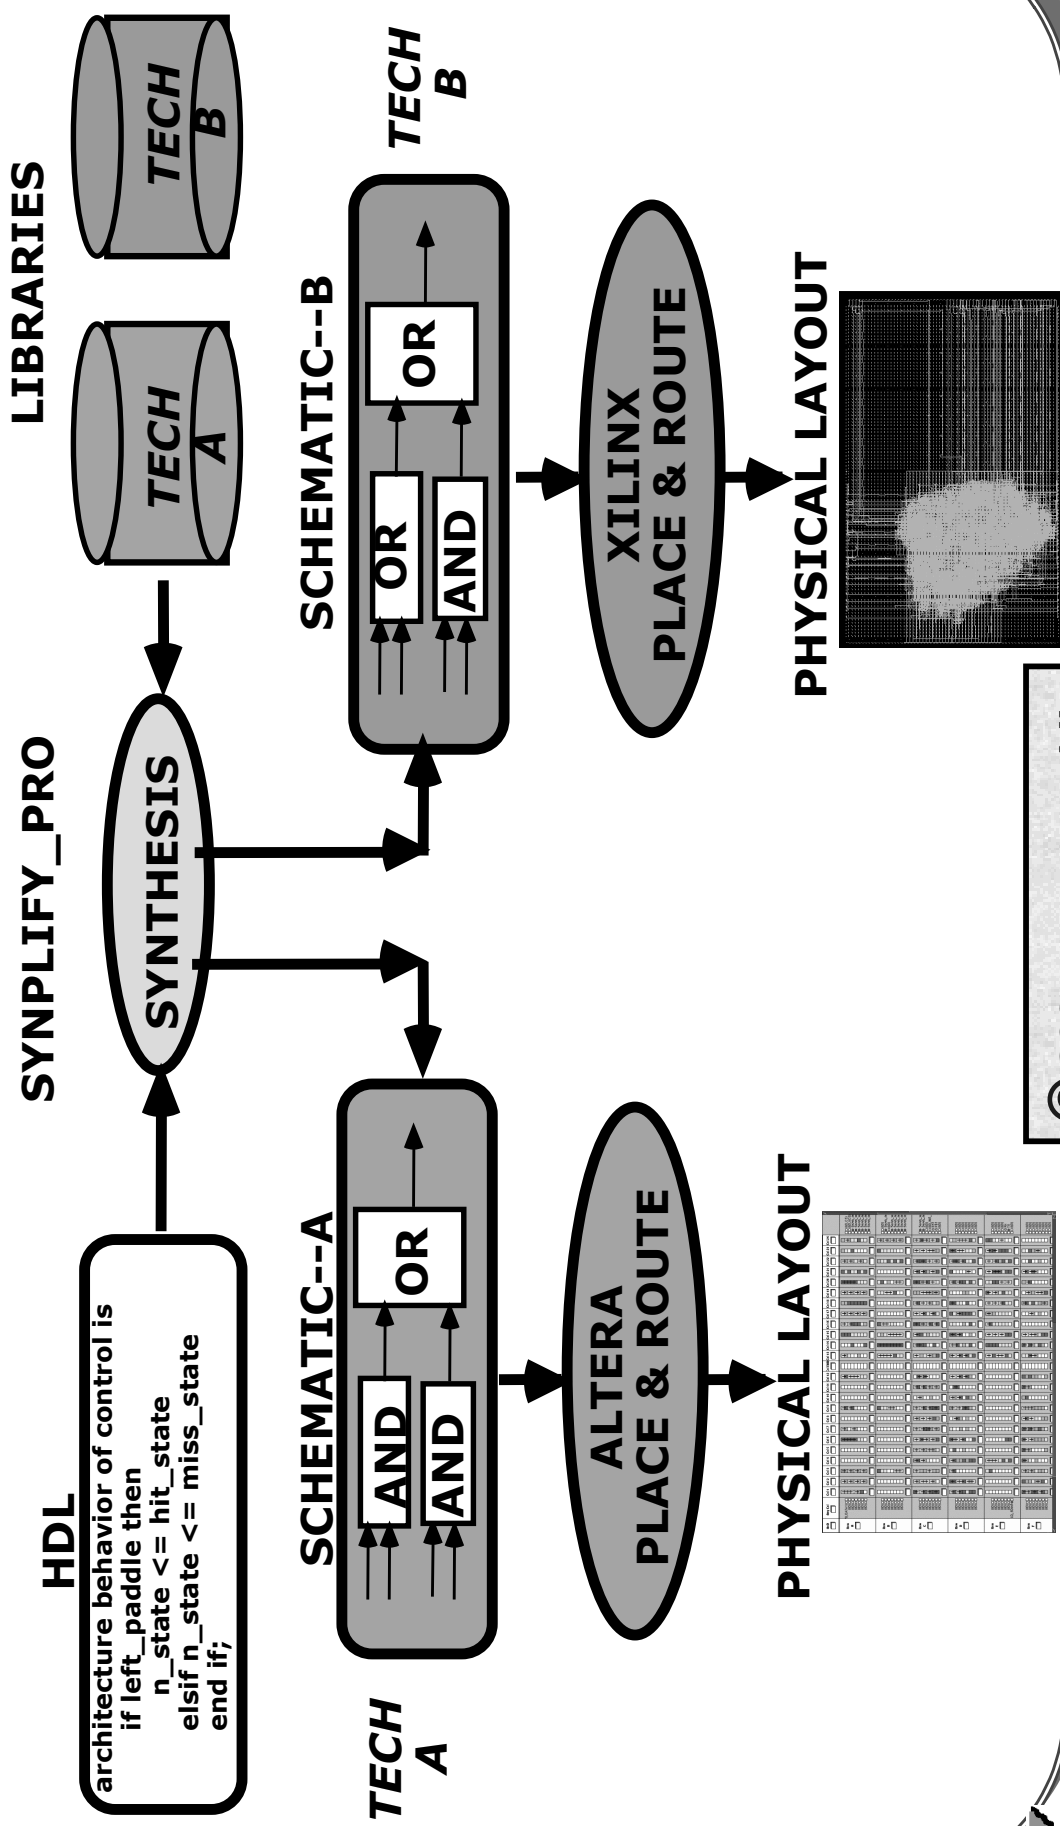 HDL
architecture behavior of control is
if left_paddle then
n_state <= hit_state
elsif n_state <= miss_state
end if;
SYNPLIFY_PRO
SYNTHESIS
LIBRARIES
TECH
A
TECH
B
TECH
A
SCHEMATIC--A
AND
AND
OR
SCHEMATIC--B
OR
AND
OR
TECH
B
ALTERA
PLACE & ROUTE
XILINX
PLACE & ROUTE
PHYSICAL LAYOUT
PHYSICAL LAYOUT